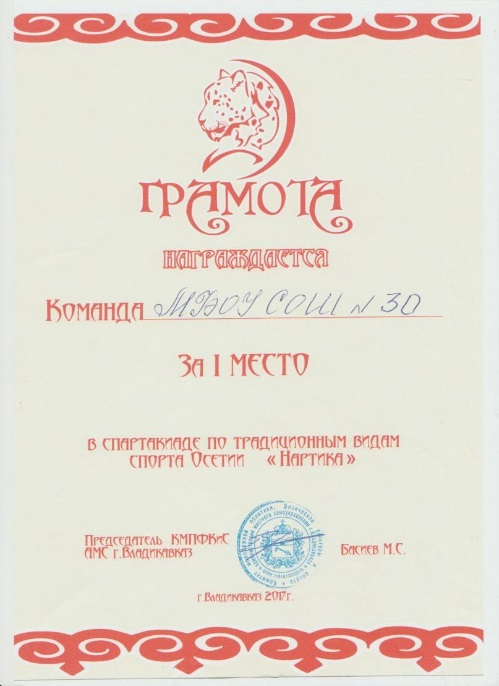 ГРАМОТА
НАГРАЖДАЕТСЯ
КОМАНДА МБОУ СОШ № 30
ЗА I МЕСТО
В СПАРТАКИАДЕ ПО ТРАДИЦИОННЫМ ВИДАМ
СПОРТА ОСЕТИИ «НАРТИКА»
ПРЕДСЕДАТЕЛЬ КМПФКиС
АМС г.ВЛАДИКАВКАЗ
БАСИЕВ М.С.
г.ВЛАДИКАВКАЗ 2017г.